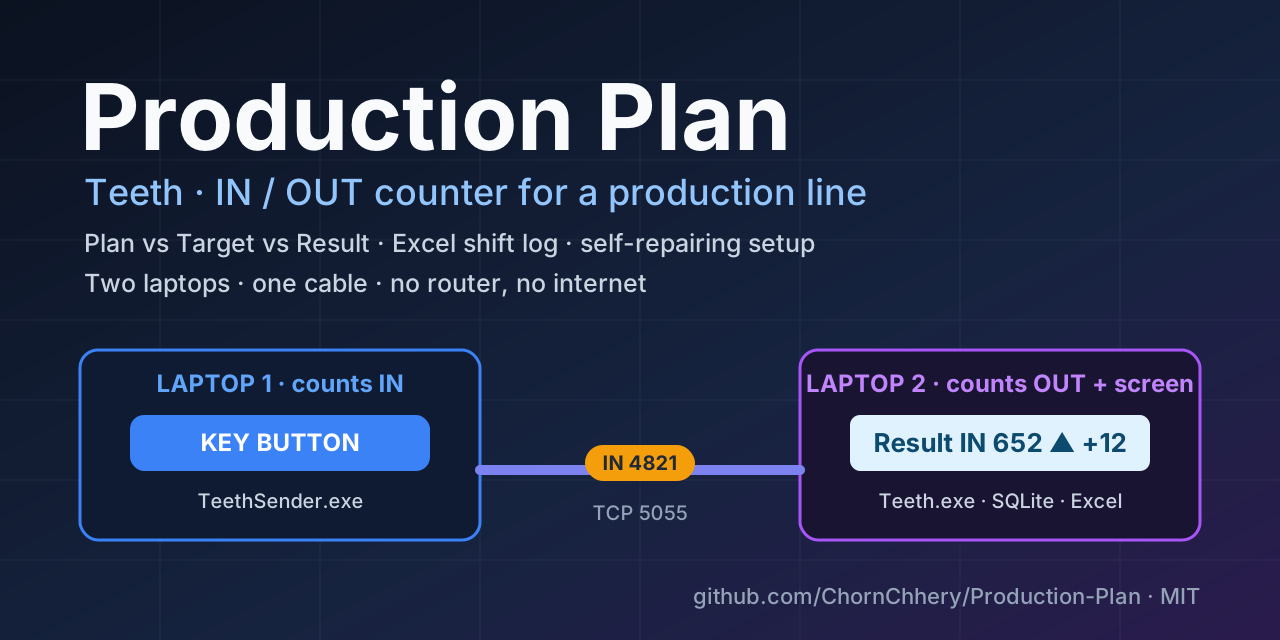 Production Plan
Teeth · IN / OUT counter for a production line
Plan vs Target vs Result · Excel shift log · self-repairing setup
Two laptops · one cable · no router, no internet
LAPTOP 1 · counts IN
KEY BUTTON
TeethSender.exe
IN 4821
TCP 5055
LAPTOP 2 · counts OUT + screen
Result IN 652 ▲ +12
Teeth.exe · SQLite · Excel
github.com/ChornChhery/Production-Plan · MIT